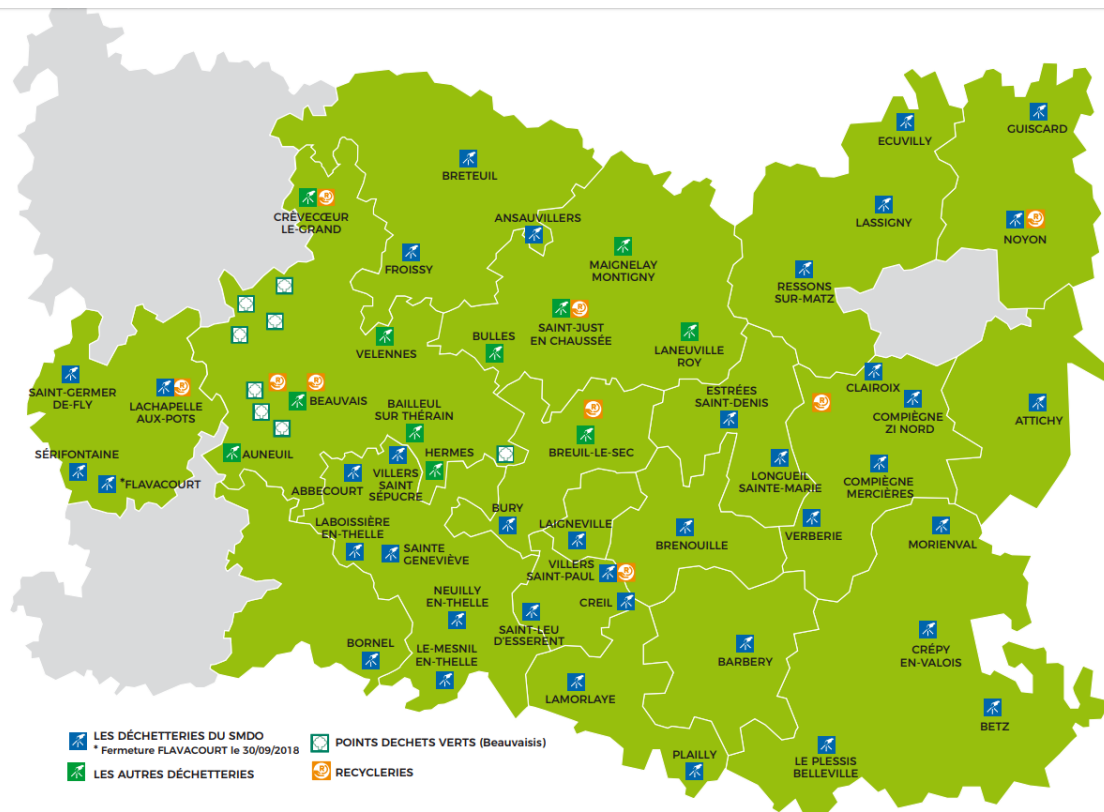 GUISCARD
ECUVILLY
BRETEUIL
CRÈVECŒUR
LE-GRAND
ANSAUVILLERS
LASSIGNY
NOYON
FROISSY
MAIGNELAY
MONTIGNY
RESSONS
SUR-MATZ
SAINT-JUST
EN CHAUSSÉE
VELENNES
BULLES
LANEUVILLE
ROY
SAINT-GERMER
DE-FLY
LACHAPELLE
AUX-POTS
BEAUVAIS
BAILLEUL
SUR THÉRAIN
ESTRÉES
SAINT-DENIS
CLAIROIX
COMPIÈGNE
ZI NORD
ATTICHY
SÉRIFONTAINE
*FLAVACOURT
AUNEUIL
HERMES
BREUIL-LE-SEC
ABBECOURT
VILLERS
SAINT
SÉPUCRE
LONGUEIL
SAINTE-MARIE
COMPIÈGNE
MERCIÈRES
BURY
LABOISSIÈRE
EN-THELLE
SAINTE
GENEVIÈVE
LAIGNEVILLE
BRENOUILLE
VERBERIE
MORIENVAL
VILLERS
SAINT-PAUL
NEUILLY
EN-THELLE
CREIL
SAINT-LEU
D'ESSERENT
BORNEL
LE-MESNIL
EN-THELLE
BARBERY
CRÉPY
EN-VALOIS
LAMORLAYE
BETZ
PLAILLY
LE PLESSIS
BELLEVILLE
LES DÉCHETTERIES DU SMDO
* Fermeture FLAVACOURT le 30/09/2018
POINTS DECHETS VERTS (Beauvaisis)
LES AUTRES DÉCHETTERIES
RECYCLERIES